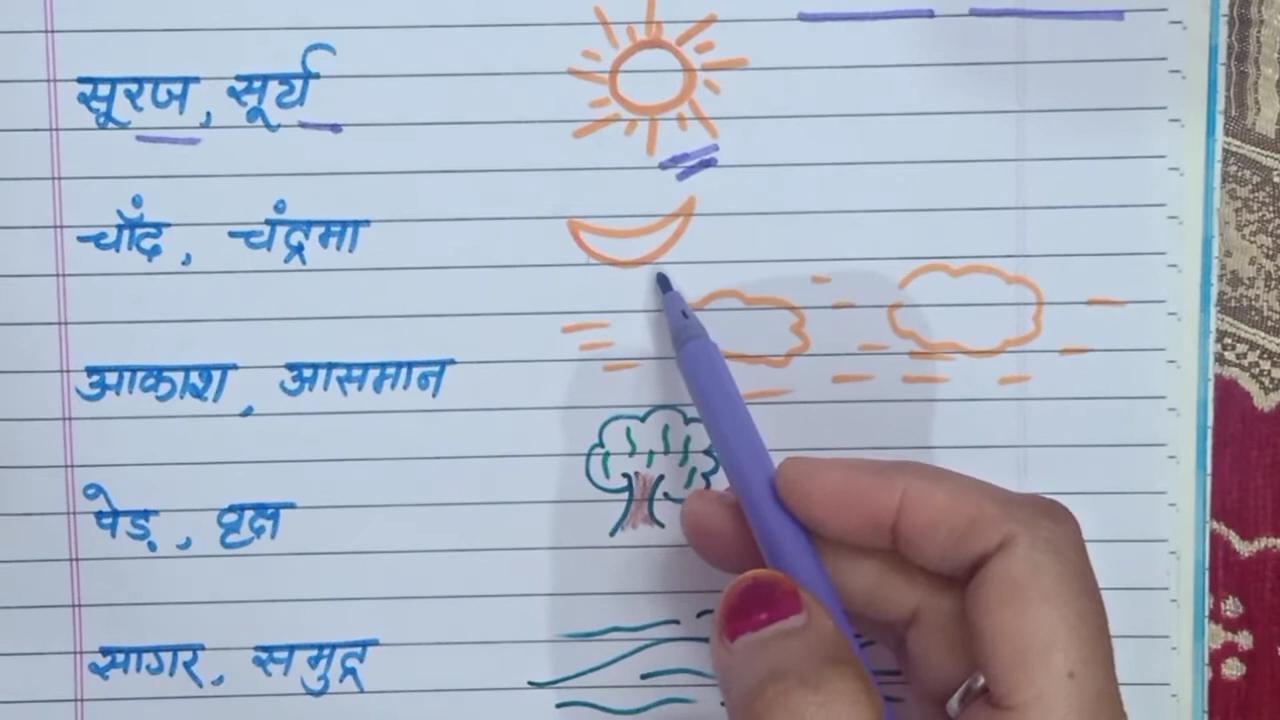 सूरज, सूर्य
चाँद, चंद्रमा
आकाश, आसमान
पेड़, वृक्ष
सागर, समुद्र